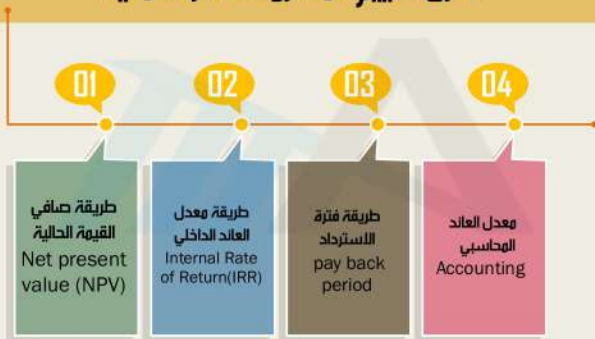 01
02
03
04
طريقة صافي
القيمة الحالية
Net present
value (NPV)
طريقة معدل
العائد الداخلي
Internal Rate
of Return(IRR)
طريقة فترة
الاسترداد
pay back
period
معدل العائد
المحاسبي
Accounting